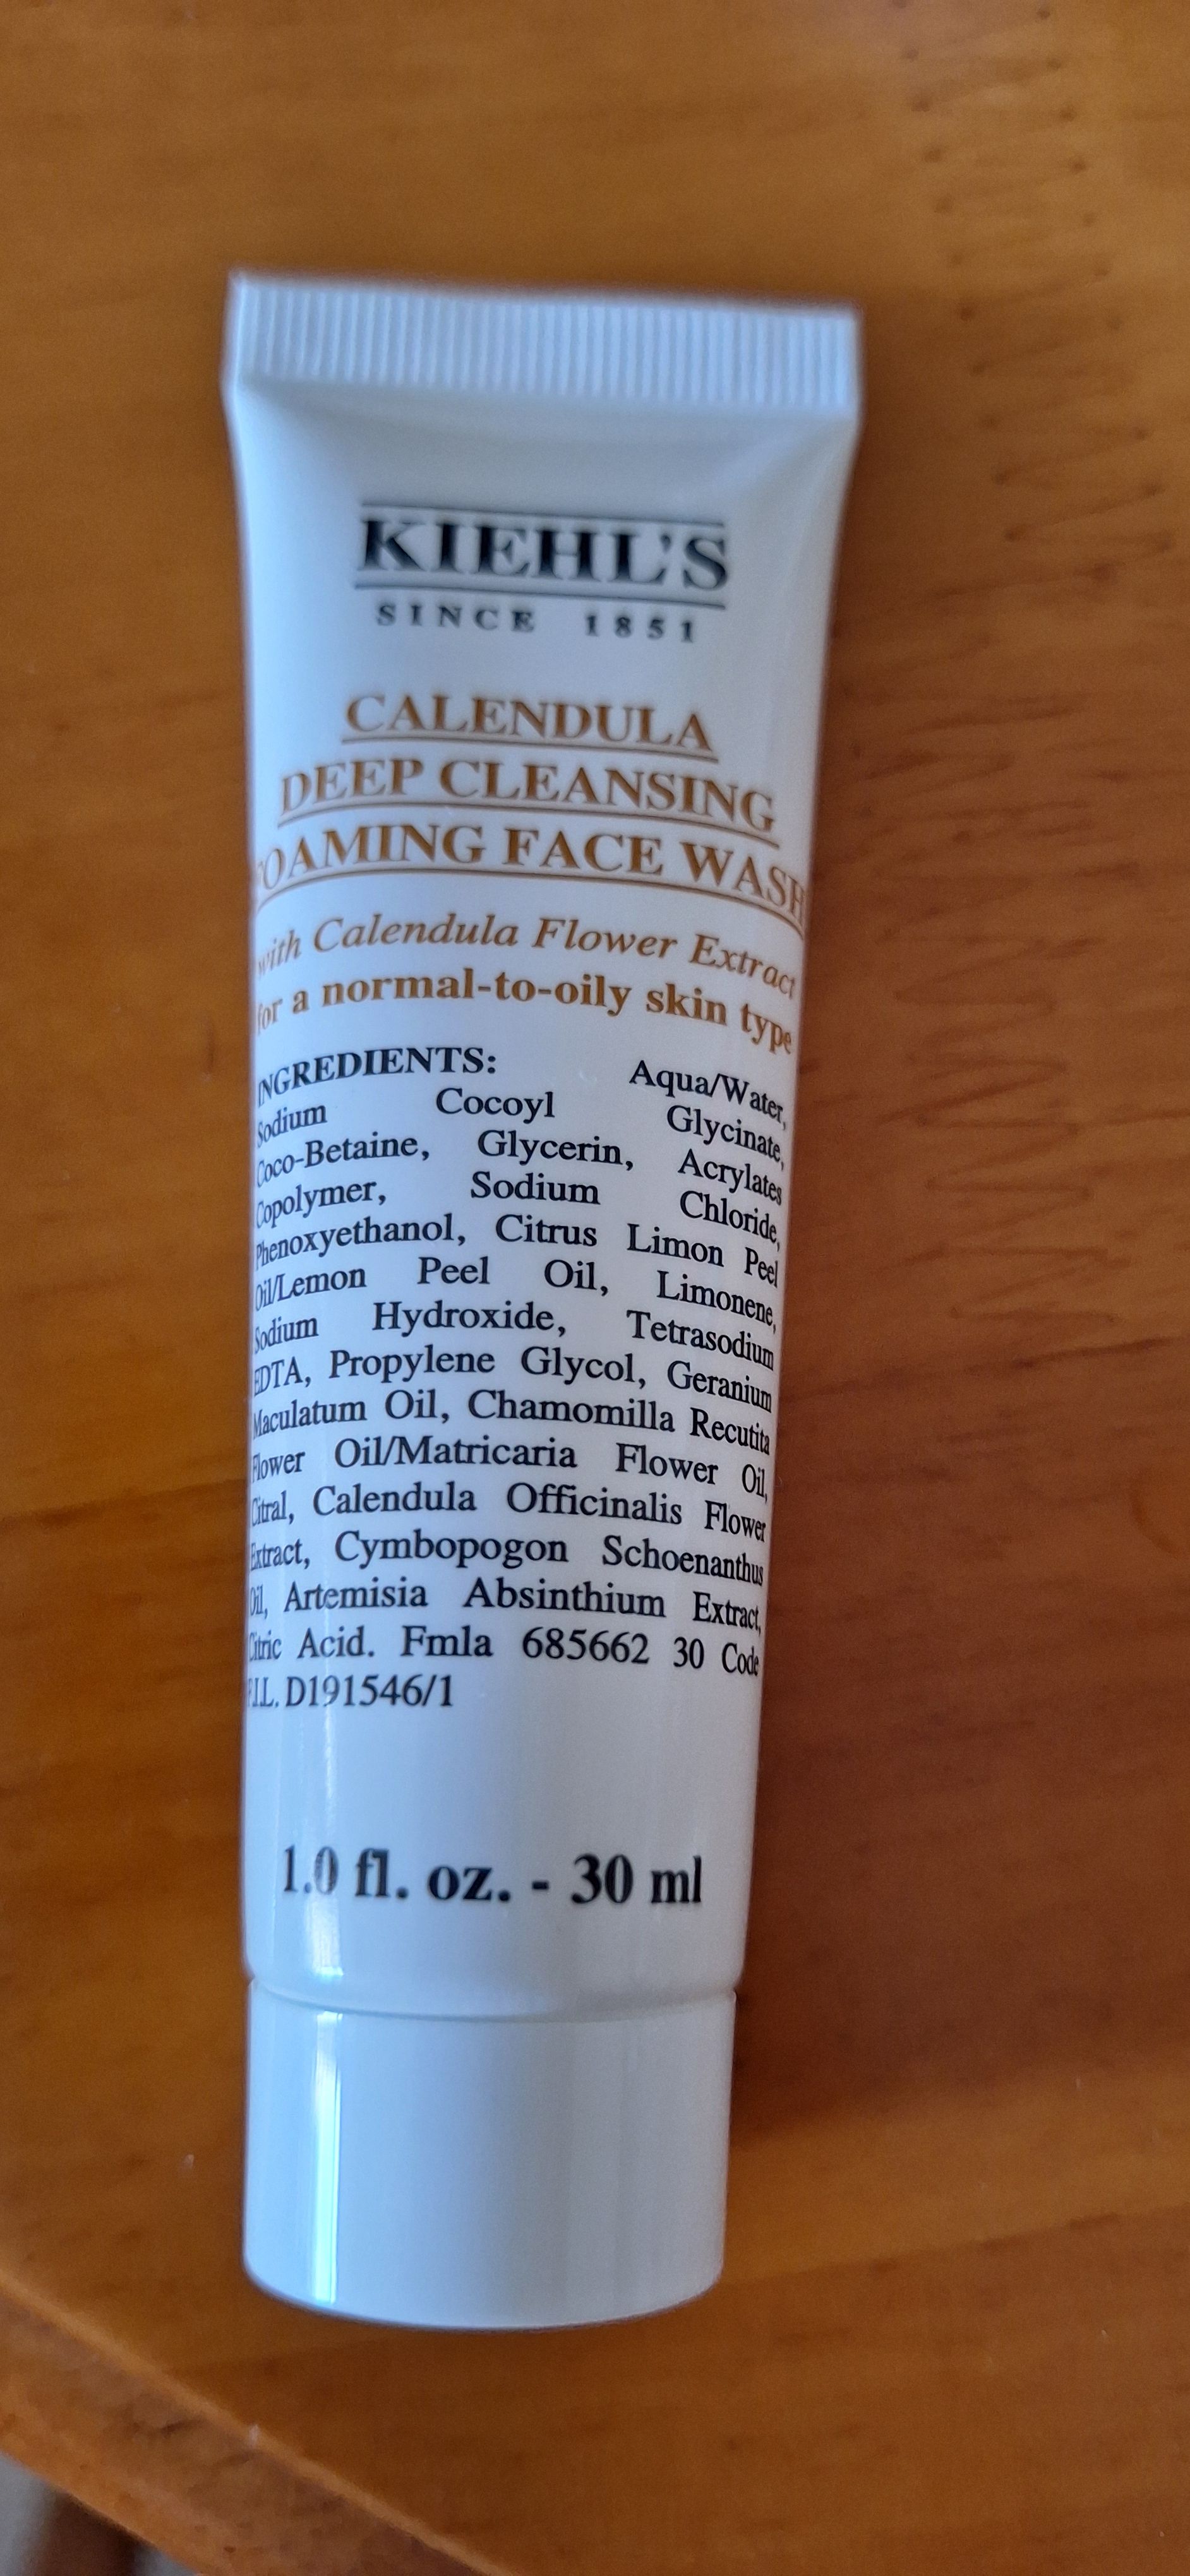 KIEHL'S
SINCE 1851
CALENDULA
DEEP CLEANSING
FOAMING FACE WASH
with Calendula Flower Extract
for a normal-to-oily skin type
INGREDIENTS: Aqua/Water,
Sodium Cocoyl Glycinate,
Coco-Betaine, Glycerin, Acrylates
Copolymer, Sodium Chloride,
Phenoxyethanol, Citrus Limon Peel
Oil/Lemon Peel Oil, Limonene,
Sodium Hydroxide, Tetrasodium
EDTA, Propylene Glycol, Geranium
Maculatum Oil, Chamomilla Recutita
Flower Oil/Matricaria Flower Oil,
Citral, Calendula Officinalis Flower
Extract, Cymbopogon Schoenanthus
Oil, Artemisia Absinthium Extract,
Citric Acid. Fmla 685662 30 Code
F.I.L. D191546/1
1.0 fl. oz. - 30 ml